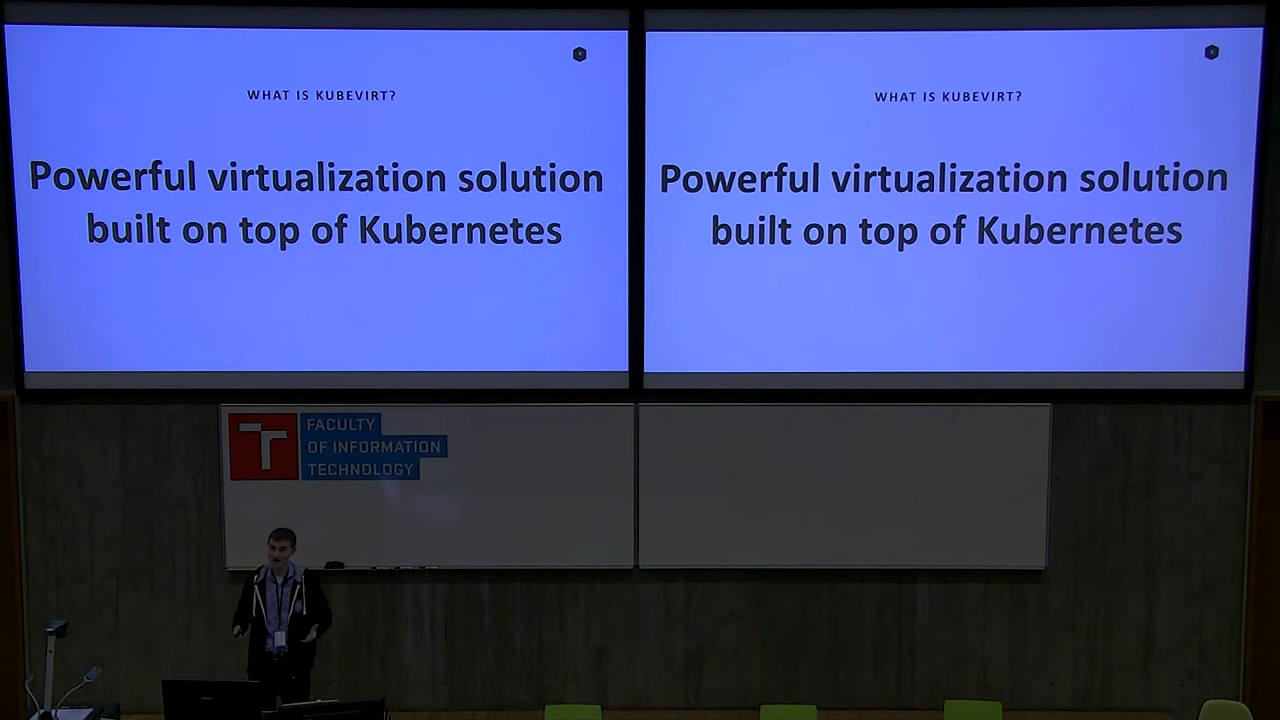 WHAT IS KUBEVIRT?
Powerful virtualization solution
built on top of Kubernetes
WHAT IS KUBEVIRT?
Powerful virtualization solution
built on top of Kubernetes
T
FACULTY
OF INFORMATION
TECHNOLOGY